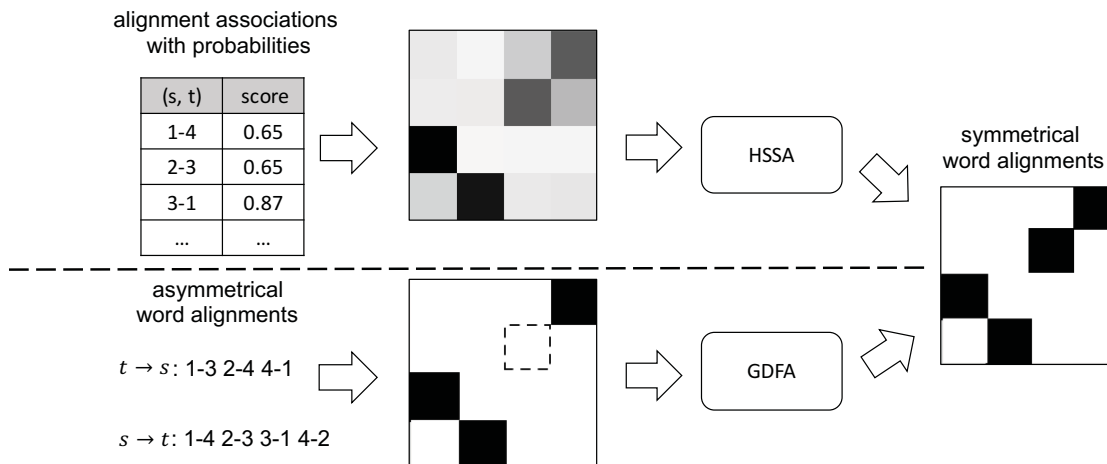 alignment associations
with probabilities
(s, t) score
1-4 0.65
2-3 0.65
3-1 0.87
... ...
HSSA
symmetrical
word alignments
asymmetrical
word alignments
t → s: 1-3 2-4 4-1
s → t: 1-4 2-3 3-1 4-2
GDFA